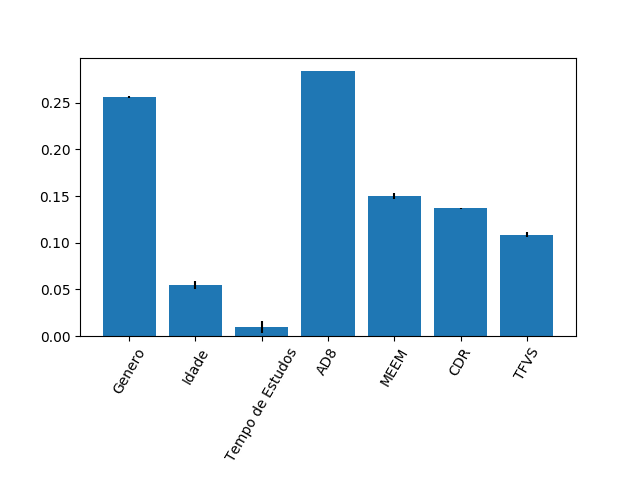 0.25
0.20
0.15
0.10
0.05
0.00
Genero
Idade
Tempo de Estudos
AD8
MEEM
CDR
TFVS